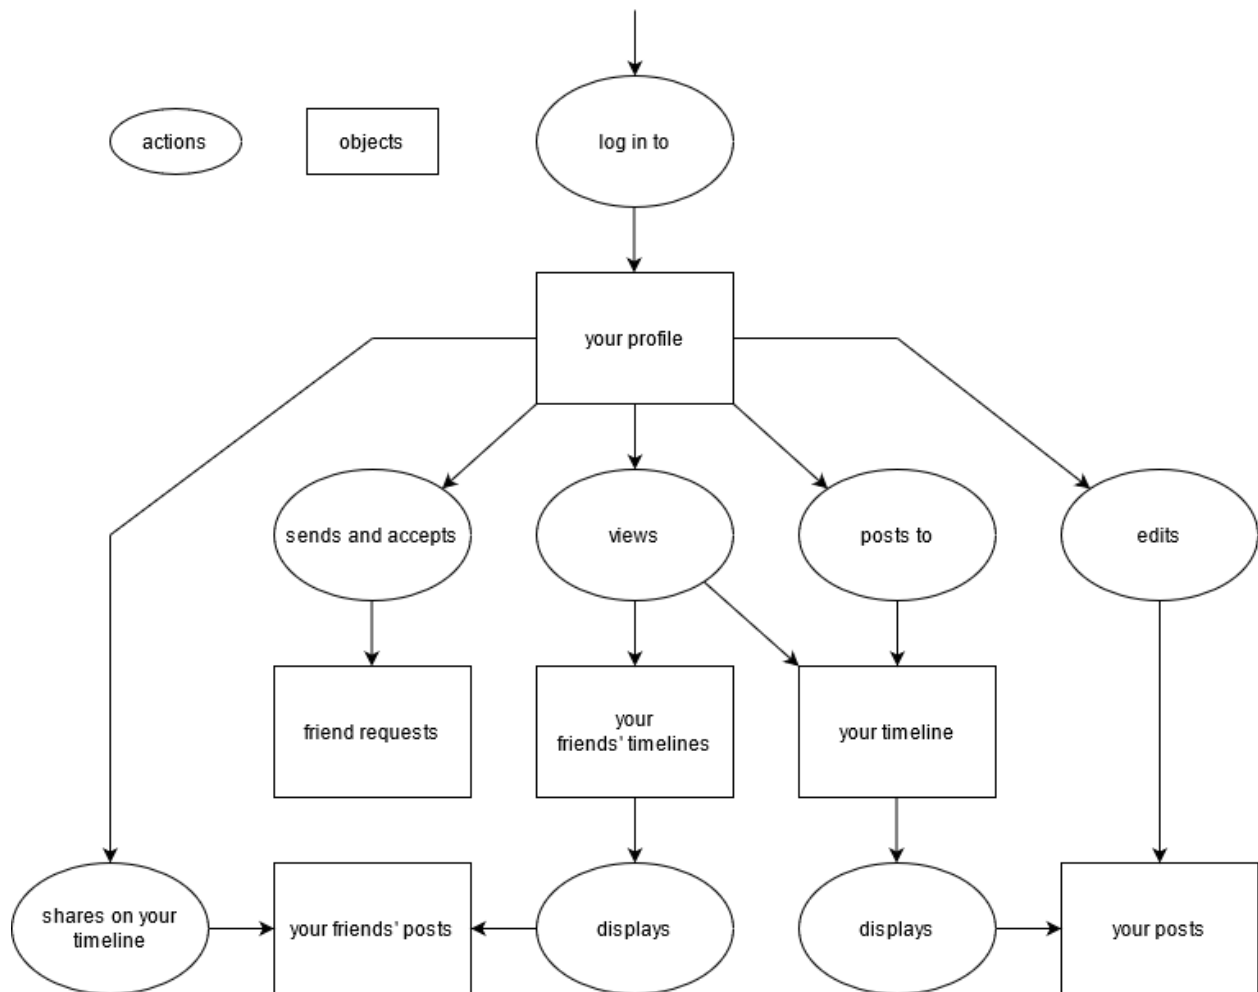 actions
objects
log in to
your profile
sends and accepts
views
posts to
edits
friend requests
your
friends' timelines
your timeline
shares on your
timeline
your friends' posts
displays
displays
your posts